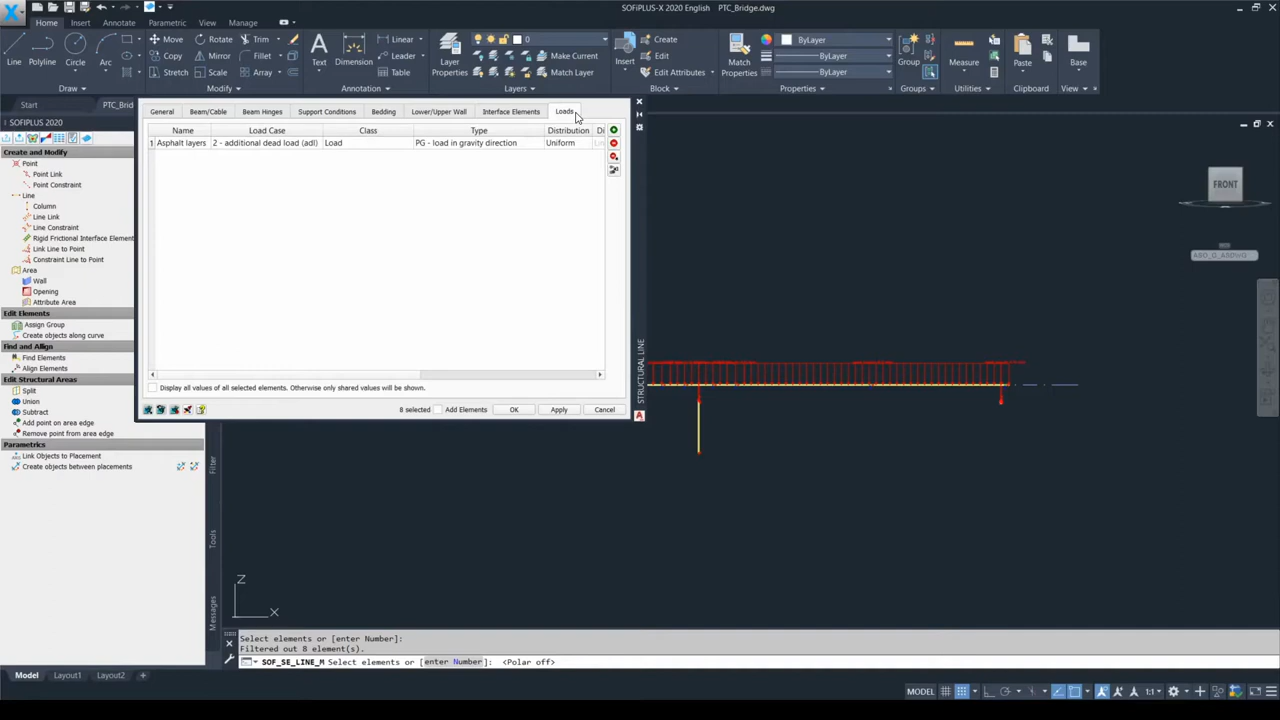 SOFiPLUS-X 2020 English PTC_Bridge.dwg
Home Insert Annotate Parametric View Manage
Line Polyline Circle Arc
Move Rotate Trim
Copy Mirror Fillet
Stretch Scale Array
Text Dimension
Linear
Leader
Table
Layer Properties
0
Make Current
Match Layer
Insert
Create
Edit
Edit Attributes
Match Properties
ByLayer
ByLayer
ByLayer
Group Measure Paste Base
Draw Modify Annotation Layers Block Properties Groups Utilities Clipboard View
Start PTC_Brid
SOFIPLUS 2020
Create and Modify
Point
Point Link
Point Constraint
Line
Column
Line Link
Line Constraint
Rigid Frictional Interface Element
Link Line to Point
Constraint Line to Point
Area
Wall
Opening
Attribute Area
Edit Elements
Assign Group
Create objects along curve
Find and Align
Find Elements
Align Elements
Edit Structural Areas
Split
Union
Subtract
Add point on area edge
Remove point from area edge
Parametrics
Link Objects to Placement
Create objects between placements
Filter
Tools
Messages
General Beam/Cable Beam Hinges Support Conditions Bedding Lower/Upper Wall Interface Elements Loads
Name Load Case Class Type Distribution Di
1 Asphalt layers 2 - additional dead load (adl) Load PG - load in gravity direction Uniform
Display all values of all selected elements. Otherwise only shared values will be shown.
8 selected Add Elements OK Apply Cancel
STRUCTURAL LINE
FRONT
Z
X
Select elements or [enter Number]:
Filtered out 8 element(s).
SOF_SE_LINE_M Select elements or [enter Number]: <Polar off>
Model Layout1 Layout2 +
MODEL 1:1